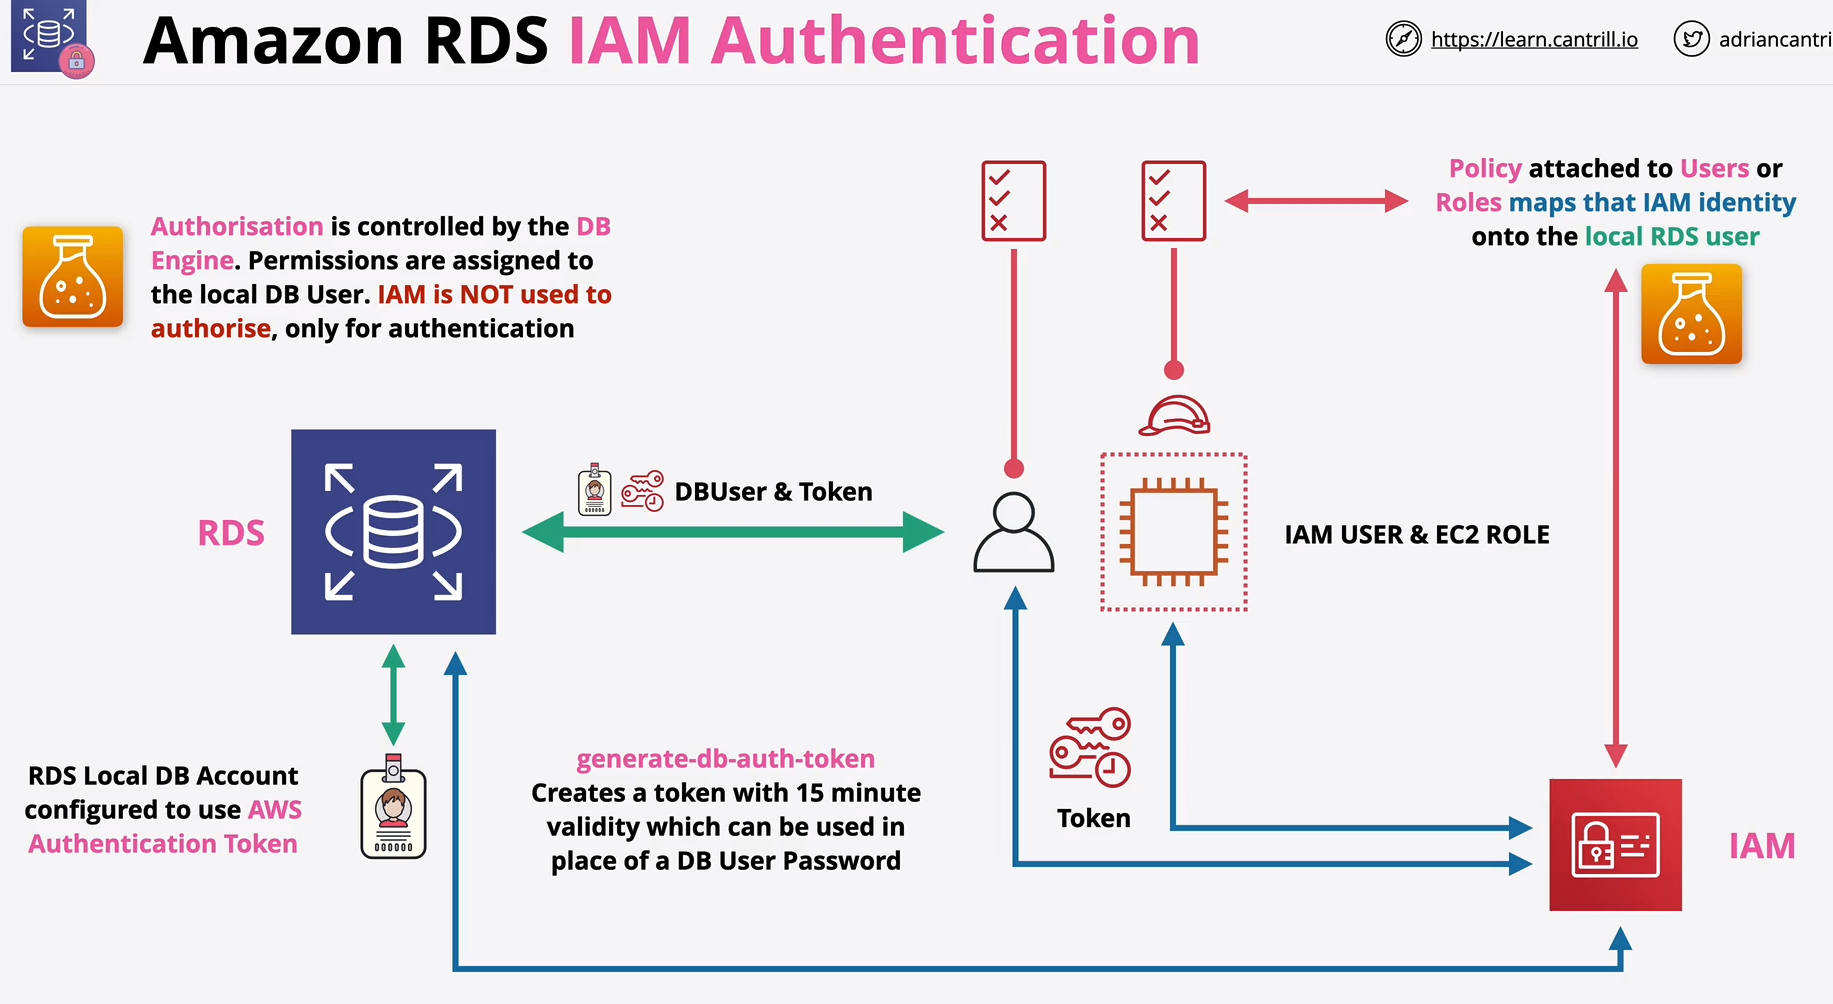 Amazon RDS IAM Authentication
https://learn.cantrill.io
adriancantri
Policy attached to Users or
Roles maps that IAM identity
onto the local RDS user
Authorisation is controlled by the DB
Engine. Permissions are assigned to
the local DB User. IAM is NOT used to
authorise, only for authentication
DBUser & Token
RDS
IAM USER & EC2 ROLE
RDS Local DB Account
configured to use AWS
Authentication Token
generate-db-auth-token
Creates a token with 15 minute
validity which can be used in
place of a DB User Password
Token
IAM